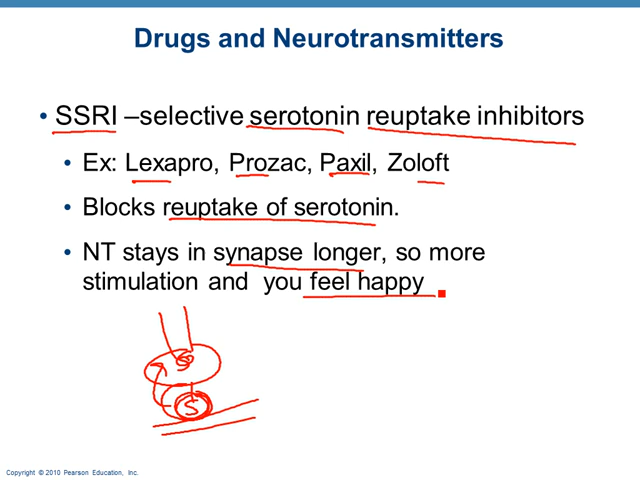 Drugs and Neurotransmitters
• SSRI –selective serotonin reuptake inhibitors
• Ex: Lexapro, Prozac, Paxil, Zoloft
• Blocks reuptake of serotonin.
• NT stays in synapse longer, so more
stimulation and you feel happy
S
S
Copyright © 2010 Pearson Education, Inc.